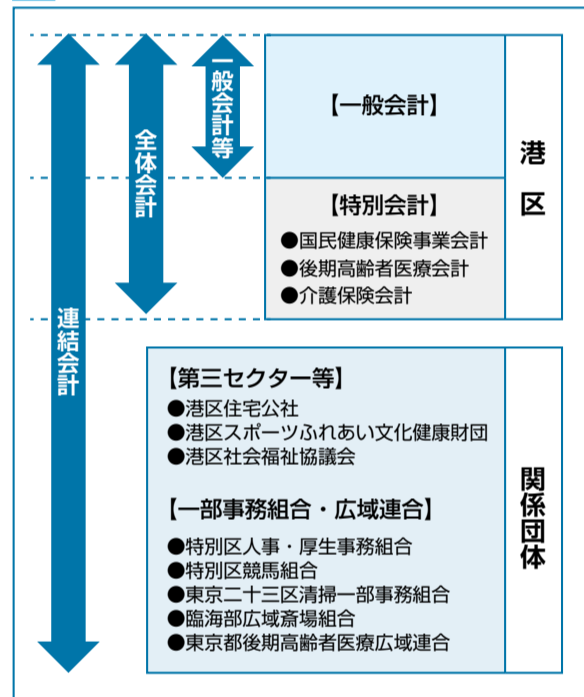 一般会計等
全体会計
連結会計
【一般会計】
【特別会計】
●国民健康保険事業会計
●後期高齢者医療会計
●介護保険会計
港区
【第三セクター等】
●港区住宅公社
●港区スポーツふれあい文化健康財団
●港区社会福祉協議会
【一部事務組合・広域連合】
●特別区人事・厚生事務組合
●特別区競馬組合
●東京二十三区清掃一部事務組合
●臨海部広域斎場組合
●東京都後期高齢者医療広域連合
関係団体